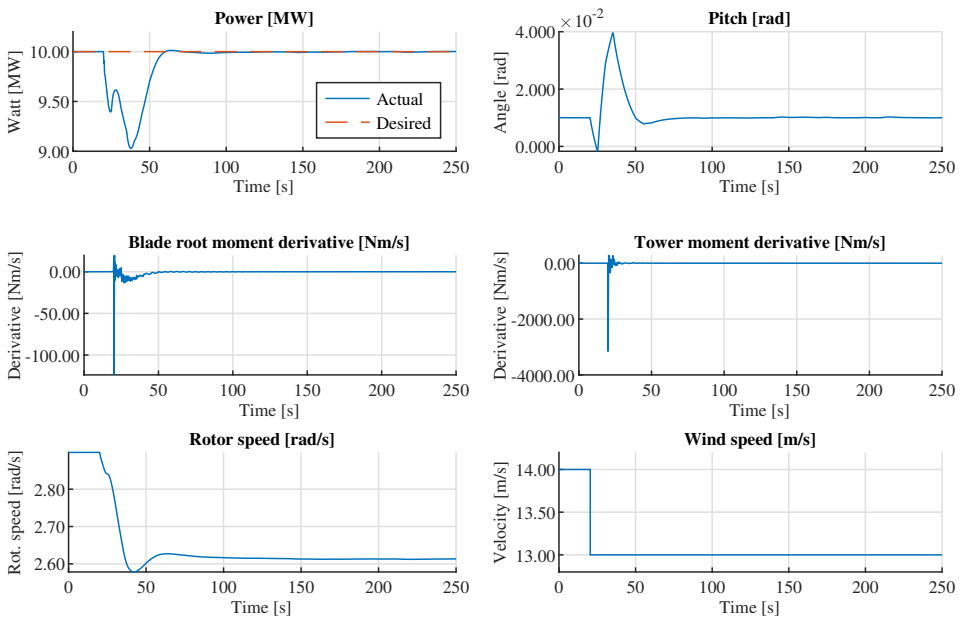 Power [MW]
Watt [MW]
10.00
9.50
9.00
0 50 100 150 200 250
Time [s]
Actual
Desired
Pitch [rad]
× 10⁻²
Angle [rad]
4.000
2.000
0.000
0 50 100 150 200 250
Time [s]
Blade root moment derivative [Nm/s]
Derivative [Nm/s]
0.00
-50.00
-100.00
0 50 100 150 200 250
Time [s]
Tower moment derivative [Nm/s]
Derivative [Nm/s]
0.00
-2000.00
-4000.00
0 50 100 150 200 250
Time [s]
Rotor speed [rad/s]
Rot. speed [rad/s]
2.80
2.70
2.60
0 50 100 150 200 250
Time [s]
Wind speed [m/s]
Velocity [m/s]
14.00
13.50
13.00
0 50 100 150 200 250
Time [s]